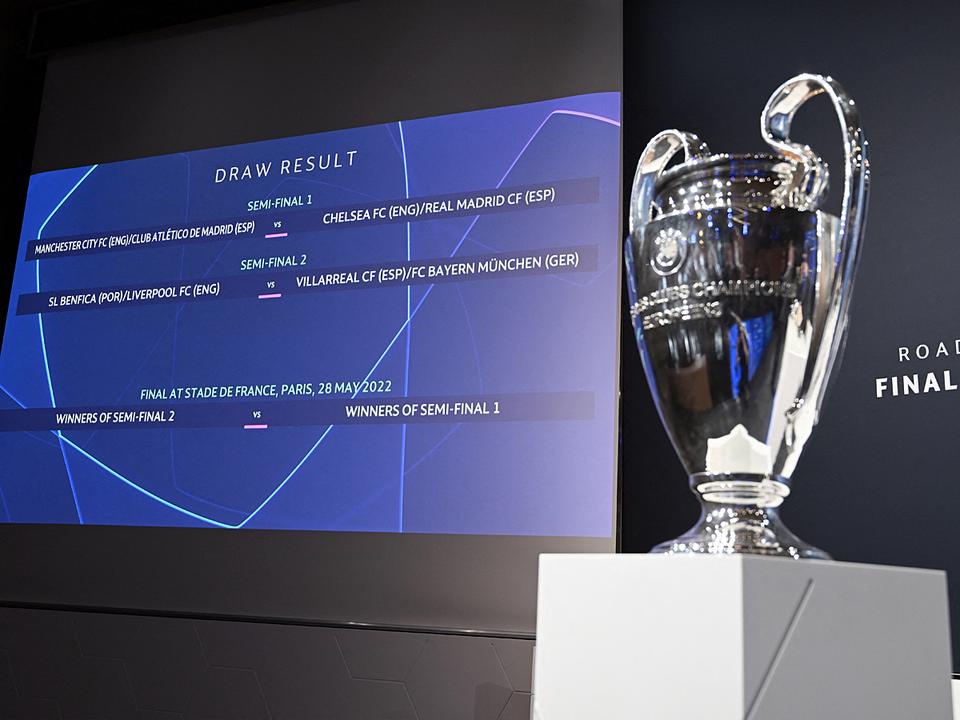 DRAW RESULT
SEMI-FINAL 1
MANCHESTER CITY FC (ENG)/CLUB ATLÉTICO DE MADRID (ESP) vs CHELSEA FC (ENG)/REAL MADRID CF (ESP)
SEMI-FINAL 2
SL BENFICA (POR)/LIVERPOOL FC (ENG) vs VILLARREAL CF (ESP)/FC BAYERN MÜNCHEN (GER)
FINAL AT STADE DE FRANCE, PARIS, 28 MAY 2022
WINNERS OF SEMI-FINAL 2 vs WINNERS OF SEMI-FINAL 1
CHAMPIONS
ROAD
FINAL